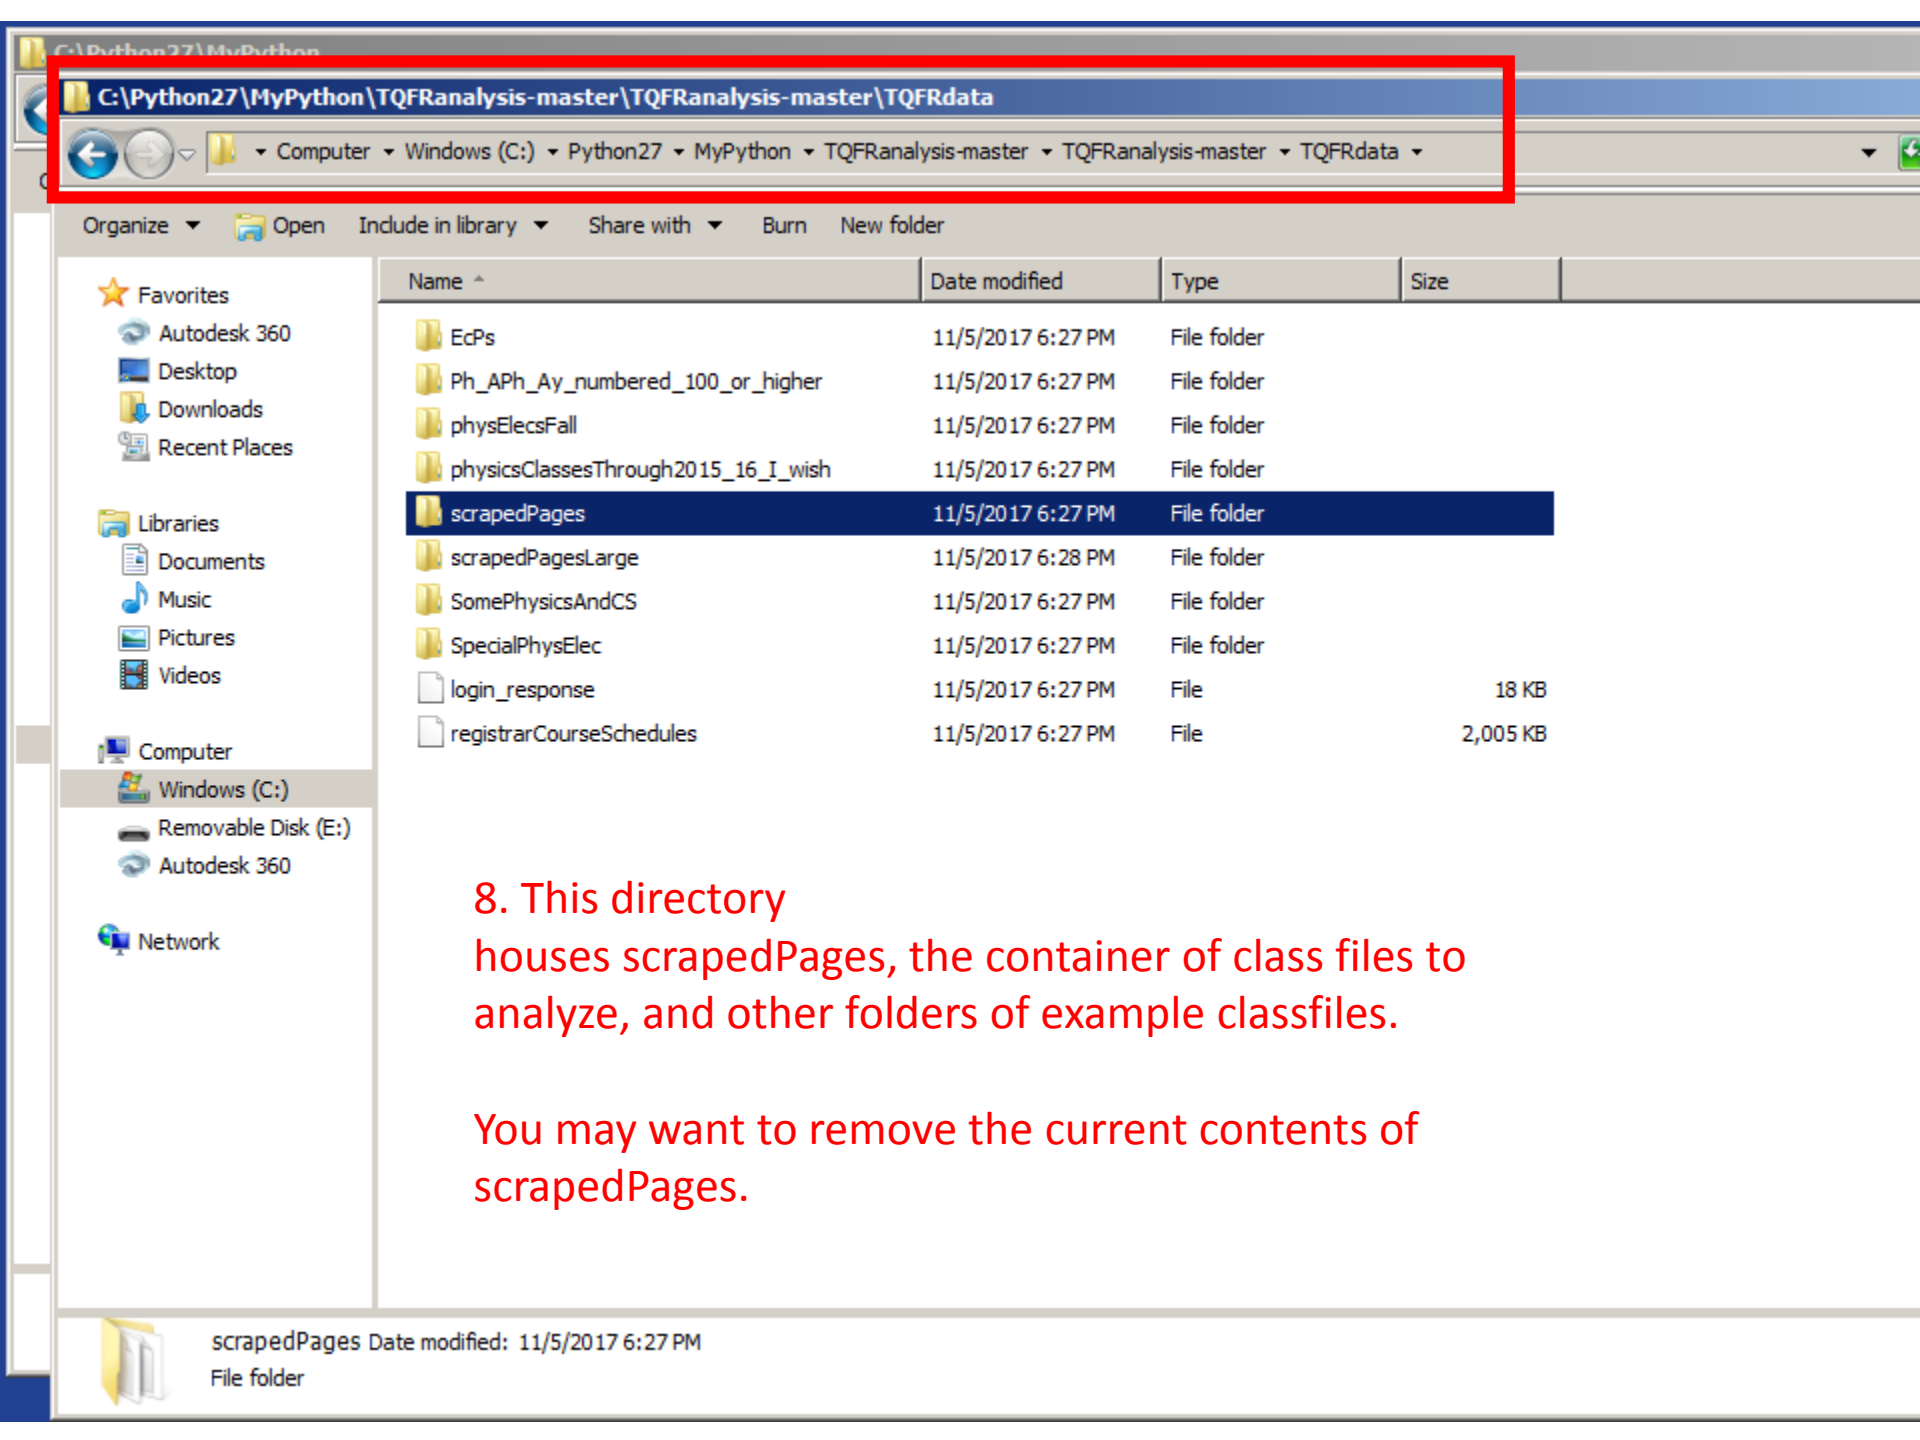 C:\Python27\MyPython
C:\Python27\MyPython\TQFRanalysis-master\TQFRanalysis-master\TQFRdata
Computer Windows (C:) Python27 MyPython TQFRanalysis-master TQFRanalysis-master TQFRdata
Organize Open Include in library Share with Burn New folder
Name Date modified Type Size
Favorites
Autodesk 360
Desktop
Downloads
Recent Places
Libraries
Documents
Music
Pictures
Videos
Computer
Windows (C:)
Removable Disk (E:)
Autodesk 360
Network
EcPs 11/5/2017 6:27 PM File folder
Ph_APh_Ay_numbered_100_or_higher 11/5/2017 6:27 PM File folder
physElecsFall 11/5/2017 6:27 PM File folder
physicsClassesThrough2015_16_I_wish 11/5/2017 6:27 PM File folder
scrapedPages 11/5/2017 6:27 PM File folder
scrapedPagesLarge 11/5/2017 6:28 PM File folder
SomePhysicsAndCS 11/5/2017 6:27 PM File folder
SpecialPhysElec 11/5/2017 6:27 PM File folder
login_response 11/5/2017 6:27 PM File 18 KB
registrarCourseSchedules 11/5/2017 6:27 PM File 2,005 KB
8. This directory
houses scrapedPages, the container of class files to
analyze, and other folders of example classfiles.
You may want to remove the current contents of
scrapedPages.
scrapedPages Date modified: 11/5/2017 6:27 PM
File folder